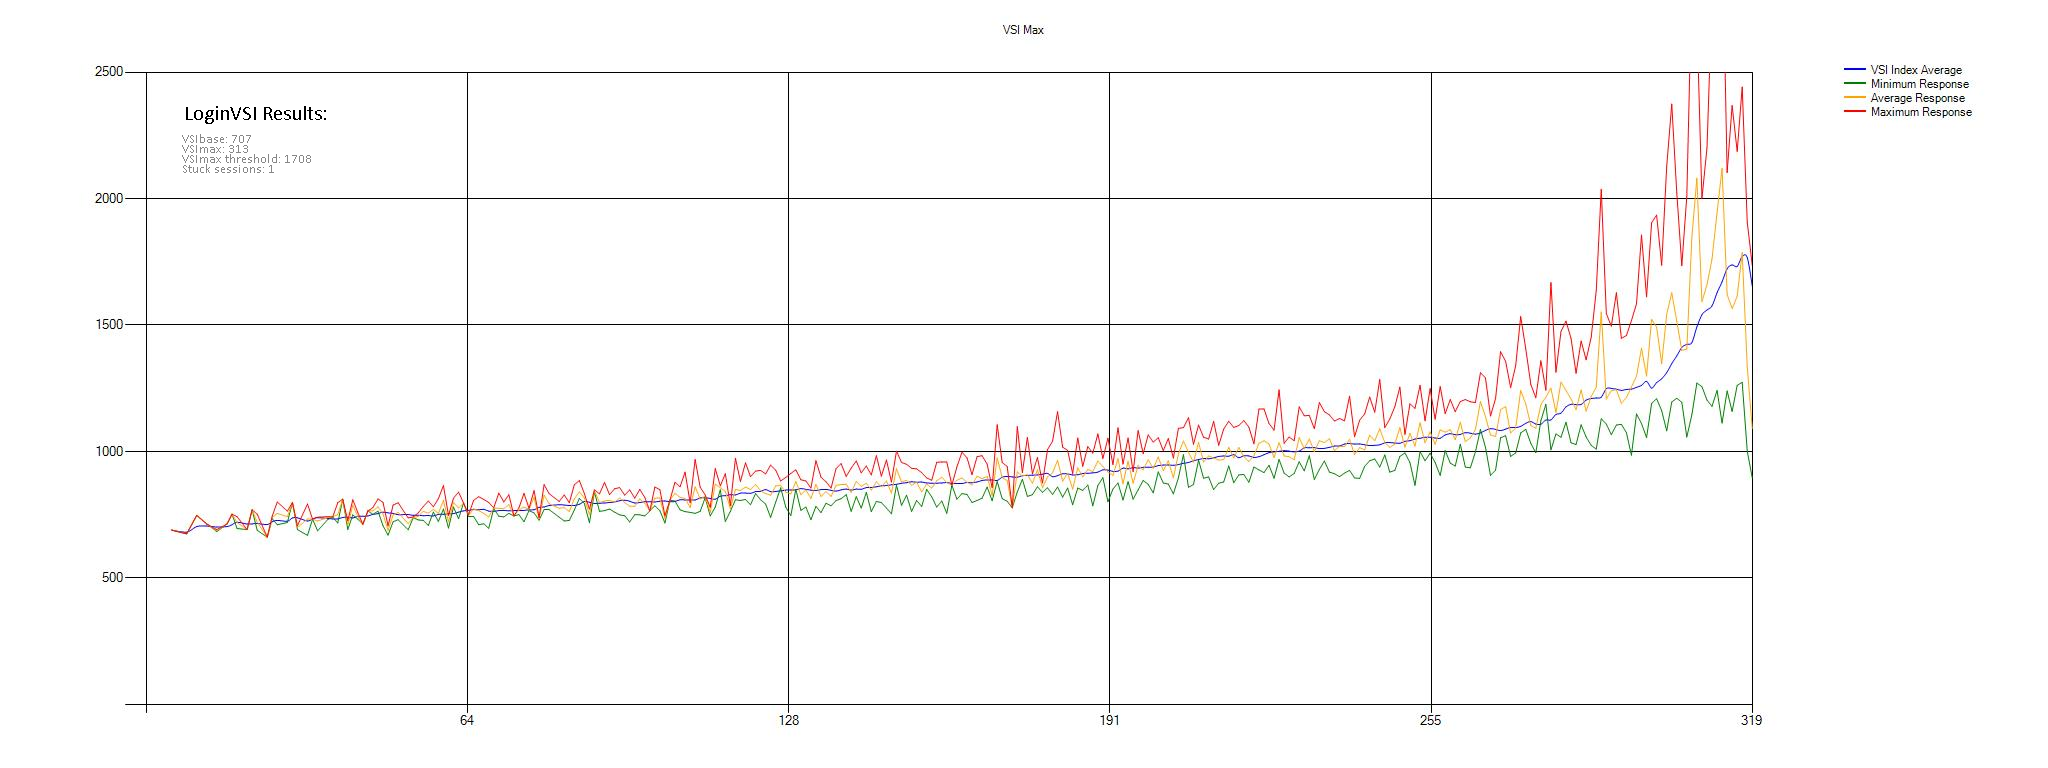 VSI Max
2500
2000
1500
1000
500
LoginVSI Results:
VSIbase: 707
VSImax: 313
VSImax threshold: 1708
Stuck sessions: 1
VSI Index Average
Minimum Response
Average Response
Maximum Response
64
128
191
255
319